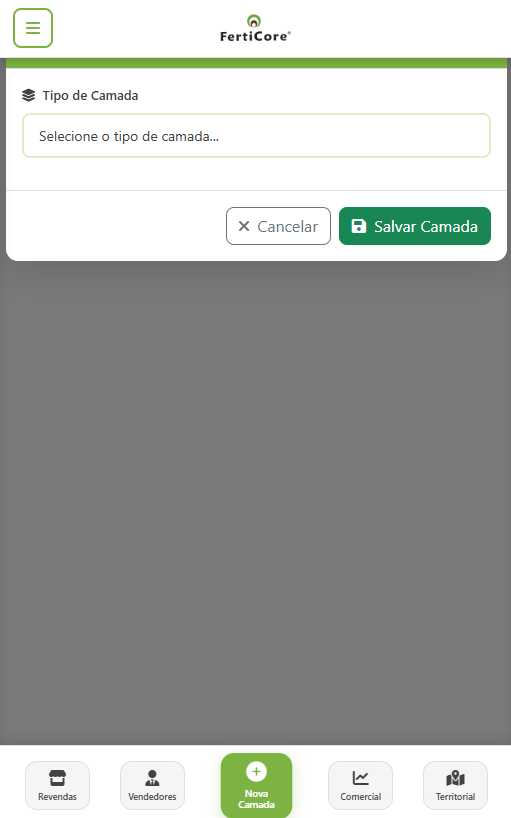 FertiCore®
Tipo de Camada
Selecione o tipo de camada...
Cancelar
Salvar Camada
Revendas
Vendedores
Nova
Camada
Comercial
Territorial